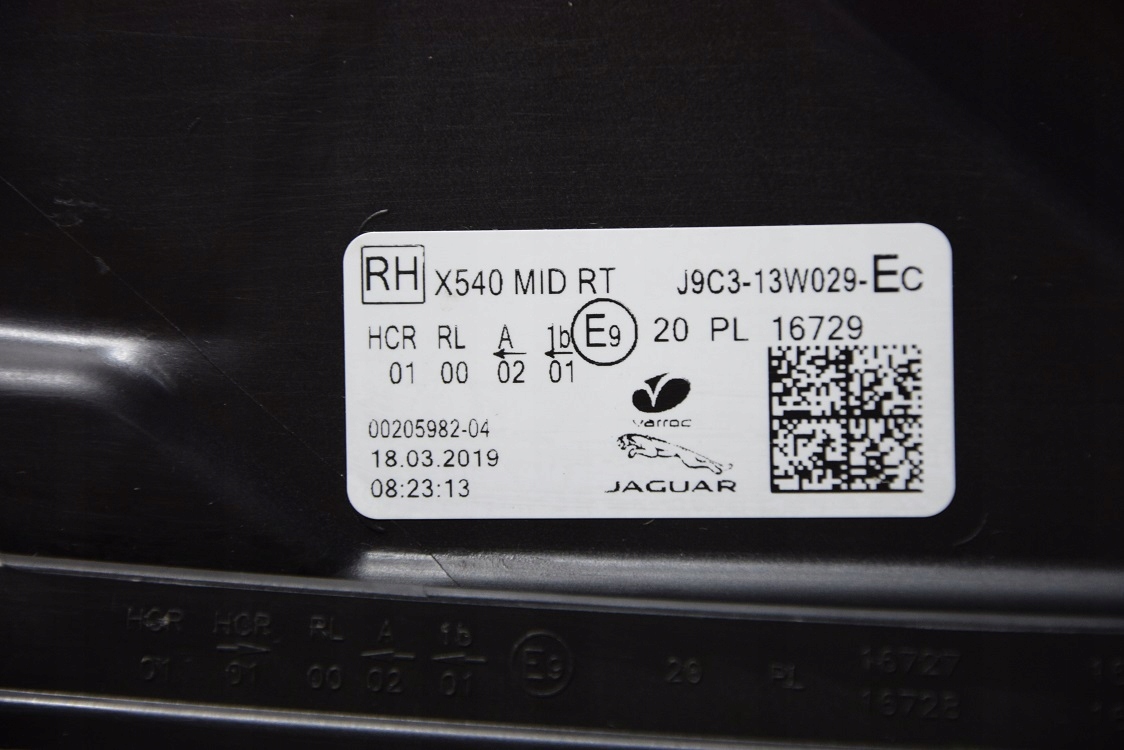 RH X540 MID RT J9C3-13W029-EC
HCR RL A 1b E9 20 PL 16729
01 00 ← 02 ← 01
varroc
00205982-04
18.03.2019
JAGUAR
08:23:13
HCR HCR RL A 1b E9 20 PL 16727
01 → 01 00 ← 02 ← 01 16728